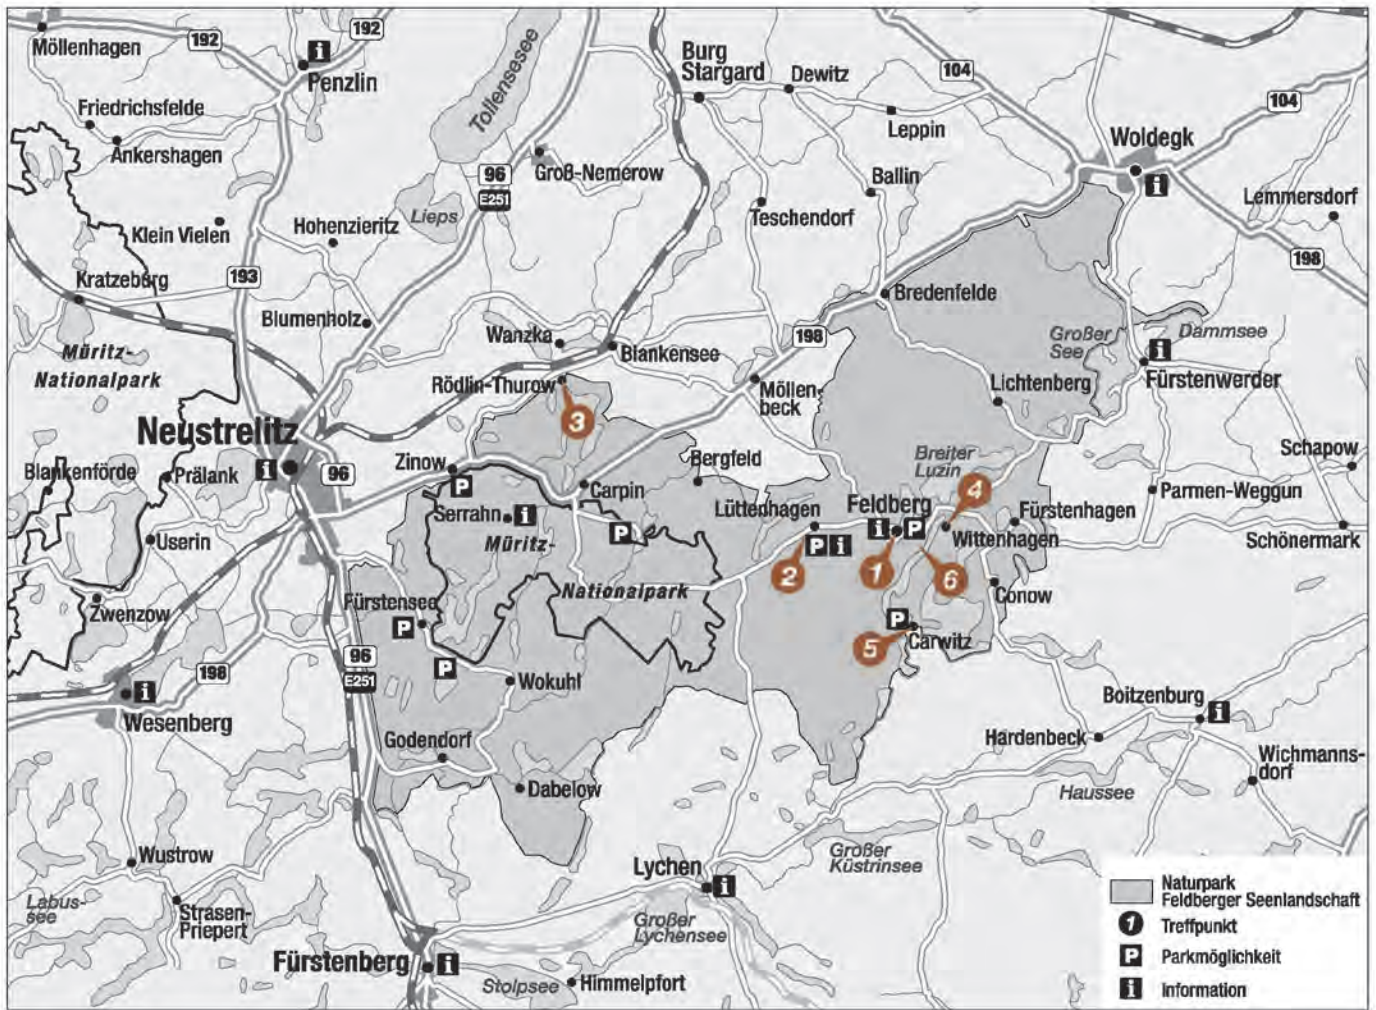 192
192
Möllenhagen
i
Penzlin
Tollensesee
Burg
Stargard
Dewitz
104
104
Friedrichsfelde
Leppin
Woldegk
Ankershagen
96
E251
Groß-Nemerow
i
Ballin
Lemmersdorf
Lieps
Teschendorf
Klein Vielen
Hohenzieritz
198
Kratzeburg
193
Bredenfelde
Blumenholz
Wanzka
198
Großer
See
Dammsee
Müritz-
Nationalpark
Blankensee
i
Fürstenwerder
Rödlin-Thurow
Möllen-
beck
Lichtenberg
3
Neustrelitz
Zinow
Bergfeld
Breiter
Luzin
Schapow
Blankenförde
Prälank
i
96
P
Carpin
4
Parmen-Weggun
Serrahn
i
Lüttenhagen
Feldberg
Fürstenhagen
Userin
Müritz-
P
i
P
Wittenhagen
Schönermark
P
i
2
1
6
Zwenzow
Fürstensee
Nationalpark
Conow
P
P
5
Carwitz
198
96
E251
P
Wokuhl
i
Wesenberg
Boitzenburg
i
Godendorf
Hardenbeck
Wichmanns-
dorf
Dabelow
Haussee
Wustrow
Lychen
i
Großer
Küstrinsee
Labus-
see
Strasen-
Priepert
Großer
Lychensee
Fürstenberg
i
Stolpsee
Himmelpfort
Naturpark
Feldberger Seenlandschaft
1
Treffpunkt
P
Parkmöglichkeit
i
Information